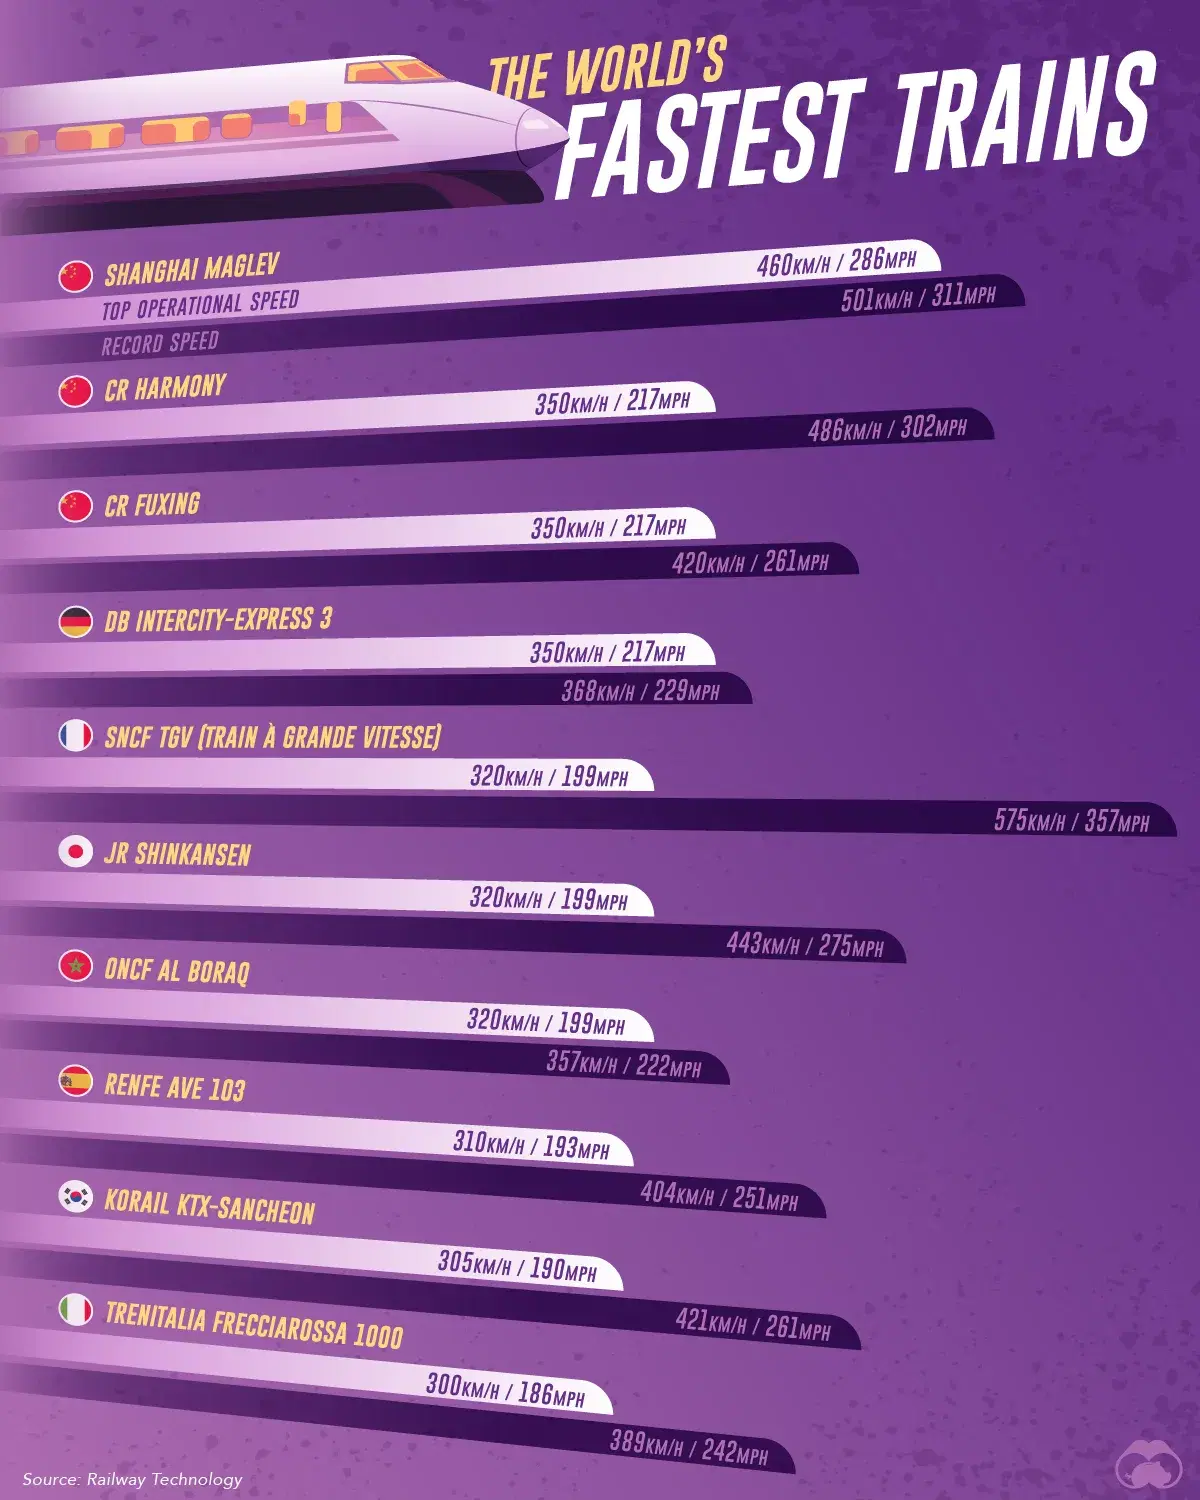 THE WORLD'S
FASTEST TRAINS
SHANGHAI MAGLEV
460KM/H / 286MPH
TOP OPERATIONAL SPEED
501KM/H / 311MPH
RECORD SPEED
CR HARMONY
350KM/H / 217MPH
486KM/H / 302MPH
CR FUXING
350KM/H / 217MPH
420KM/H / 261MPH
DB INTERCITY-EXPRESS 3
350KM/H / 217MPH
368KM/H / 229MPH
SNCF TGV (TRAIN À GRANDE VITESSE)
320KM/H / 199MPH
575KM/H / 357MPH
JR SHINKANSEN
320KM/H / 199MPH
443KM/H / 275MPH
ONCF AL BORAQ
320KM/H / 199MPH
357KM/H / 222MPH
RENFE AVE 103
310KM/H / 193MPH
404KM/H / 251MPH
KORAIL KTX-SANCHEON
305KM/H / 190MPH
421KM/H / 261MPH
TRENITALIA FRECCIAROSSA 1000
300KM/H / 186MPH
389KM/H / 242MPH
Source: Railway Technology